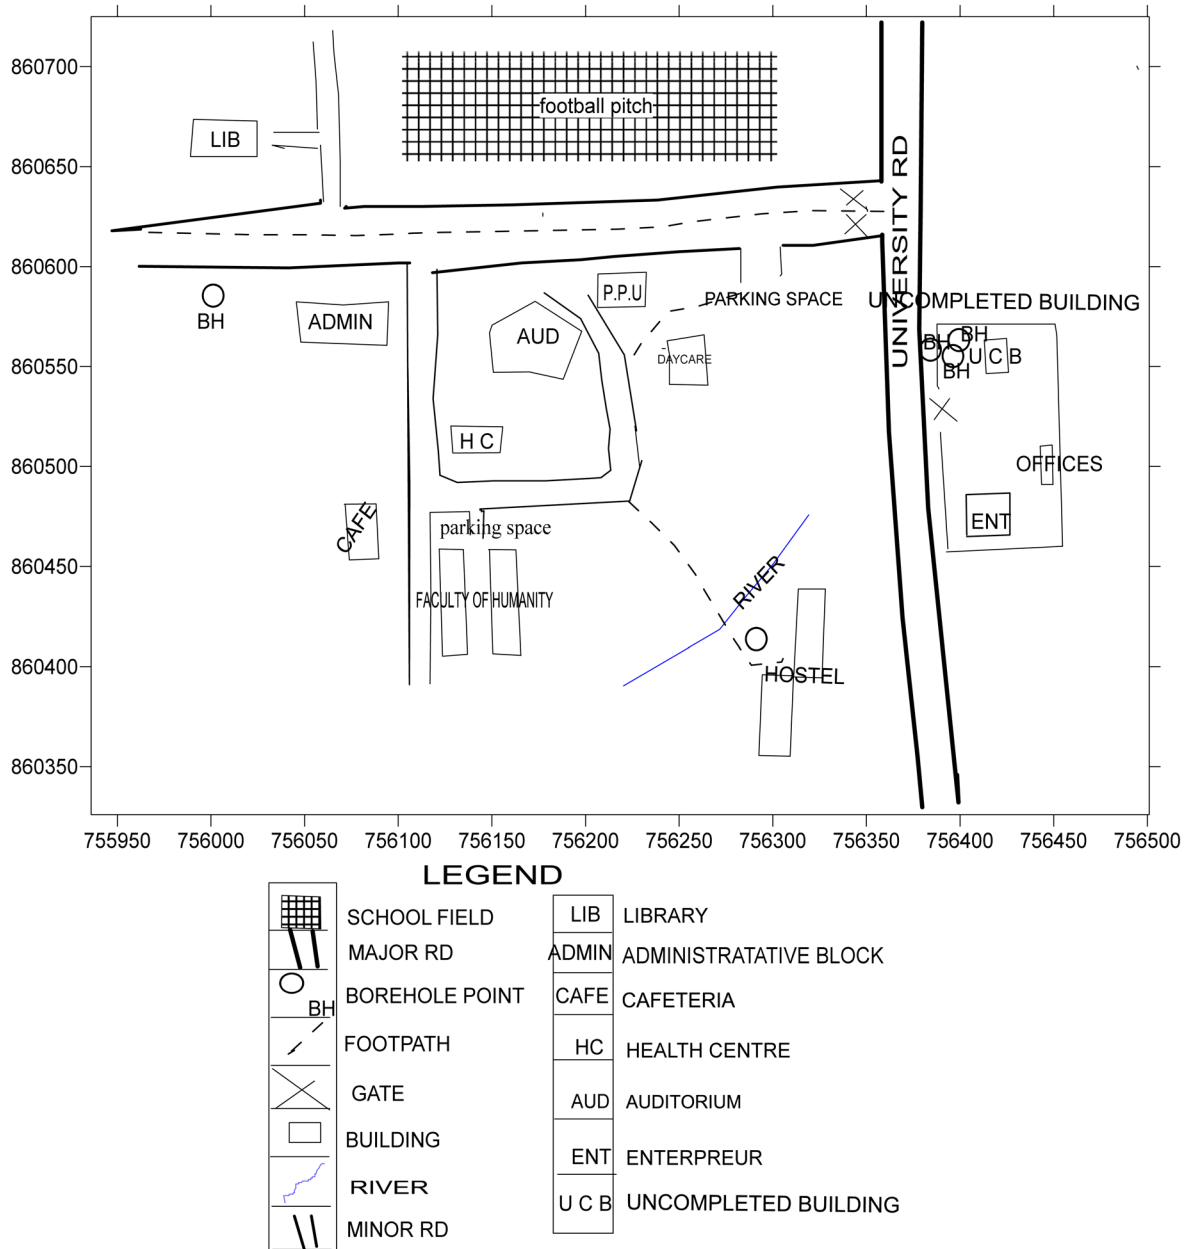 860700
football pitch
LIB
860650
UNIVERSITY RD
860600
P.P.U
PARKING SPACE
UNCOMPLETED BUILDING
BH
ADMIN
AUD
BH
BH
DAYCARE
U C B
860550
BH
H C
860500
OFFICES
CAFE
parking space
ENT
860450
RIVER
FACULTY OF HUMANITY
860400
HOSTEL
860350
755950 756000 756050 756100 756150 756200 756250 756300 756350 756400 756450 756500
LEGEND
SCHOOL FIELD
MAJOR RD
BOREHOLE POINT
BH
FOOTPATH
GATE
BUILDING
RIVER
MINOR RD
LIB LIBRARY
ADMIN ADMINISTRATATIVE BLOCK
CAFE CAFETERIA
HC HEALTH CENTRE
AUD AUDITORIUM
ENT ENTERPREUR
U C B UNCOMPLETED BUILDING